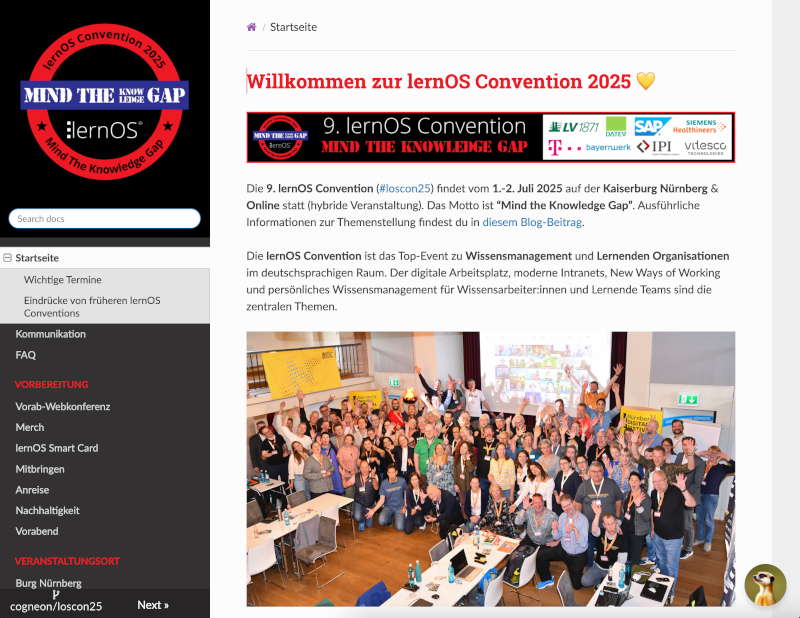 lernOS Convention 2025
MIND THE KNOW LEDGE GAP
lernOS®
Mind The Knowledge Gap
Search docs
Startseite
Wichtige Termine
Eindrücke von früheren lernOS
Conventions
Kommunikation
FAQ
VORBEREITUNG
Vorab-Webkonferenz
Merch
lernOS Smart Card
Mitbringen
Anreise
Nachhaltigkeit
Vorabend
VERANSTALTUNGSORT
Burg Nürnberg
cogneon/loscon25
Next »
/ Startseite
Willkommen zur lernOS Convention 2025 💛
9. lernOS Convention
MIND THE KNOWLEDGE GAP
LV 1871
DATEV
SAP
SIEMENS
Healthineers
T
bayernwerk
IPI
vitesco
TECHNOLOGIES
Die 9. lernOS Convention (#loscon25) findet vom 1.-2. Juli 2025 auf der Kaiserburg Nürnberg &
Online statt (hybride Veranstaltung). Das Motto ist “Mind the Knowledge Gap”. Ausführliche
Informationen zur Themenstellung findest du in diesem Blog-Beitrag.
Die lernOS Convention ist das Top-Event zu Wissensmanagement und Lernenden Organisationen
im deutschsprachigen Raum. Der digitale Arbeitsplatz, moderne Intranets, New Ways of Working
und persönliches Wissensmanagement für Wissensarbeiter:innen und Lernende Teams sind die
zentralen Themen.
Nürnberg
DIGITAL
FESTIVAL